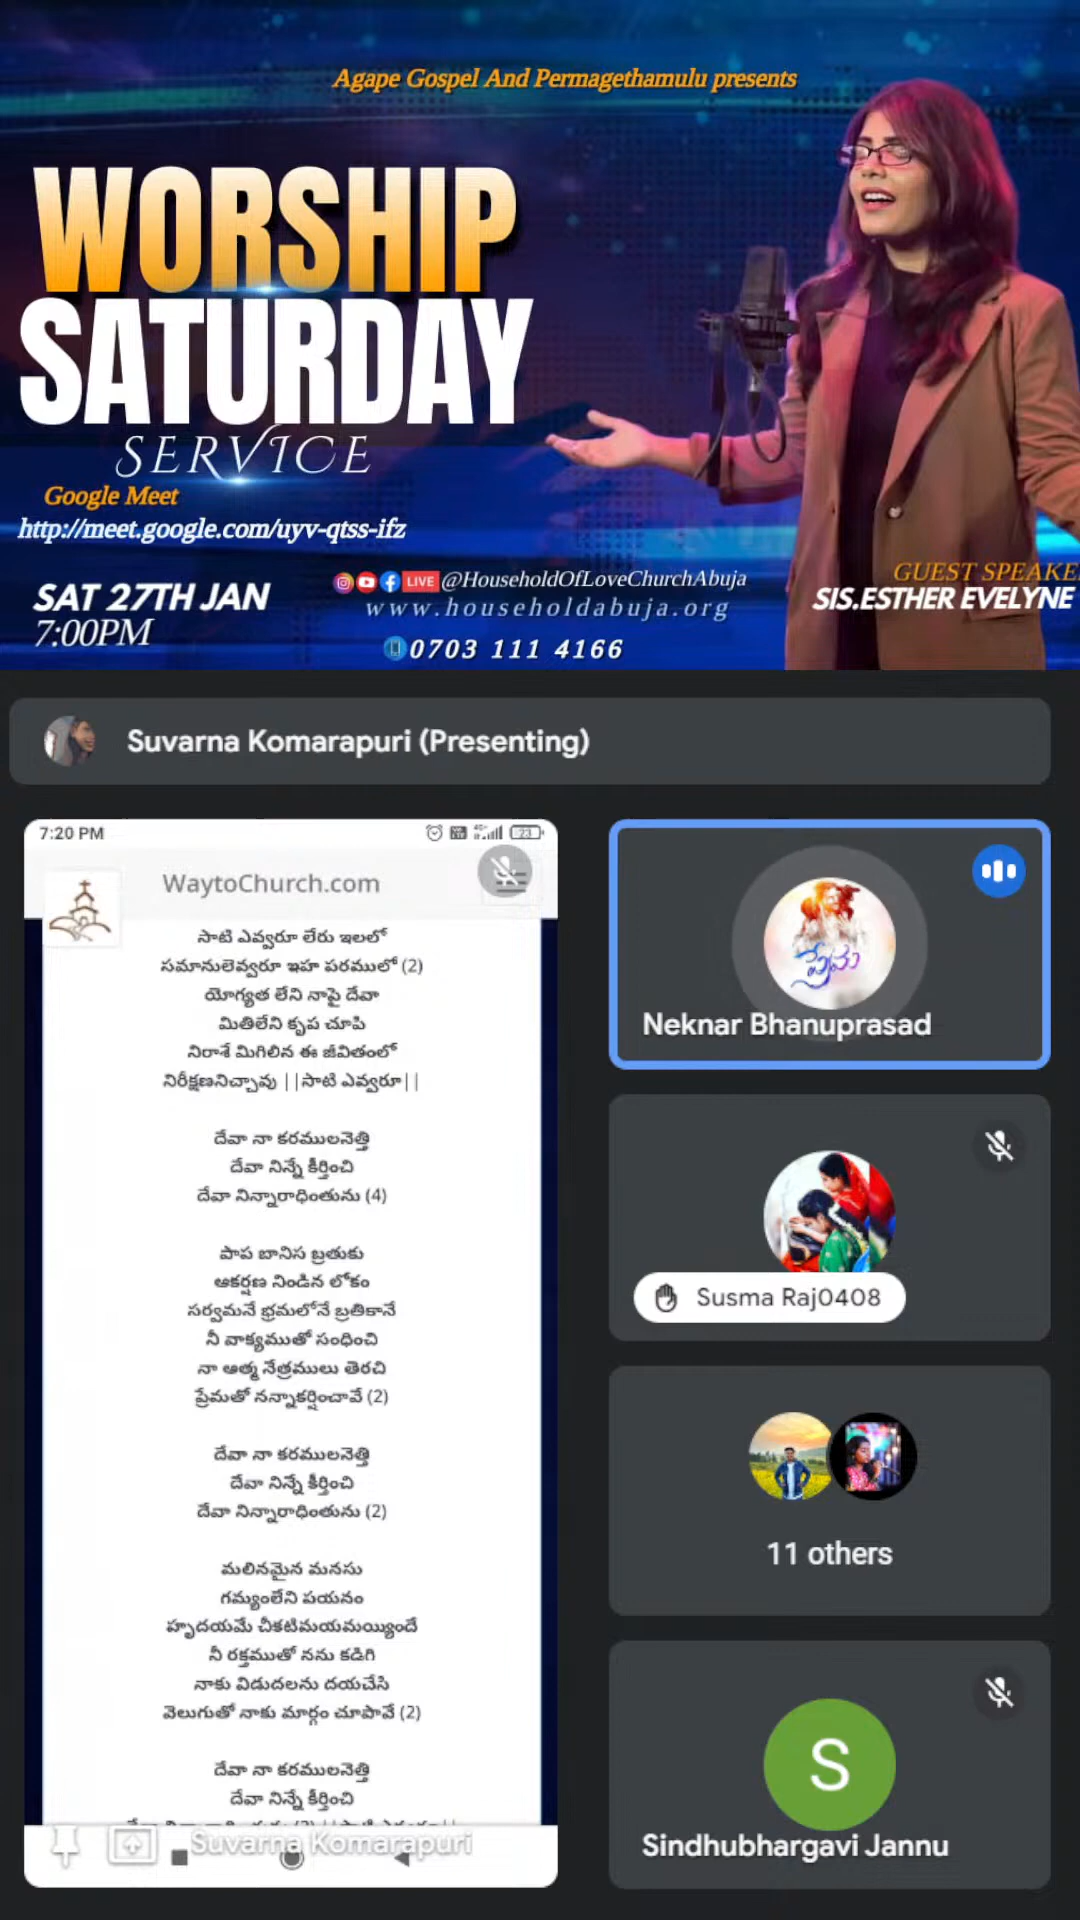 Agape Gospel And Permagethamulu presents
WORSHIP
SATURDAY
SERVICE
Google Meet
http://meet.google.com/uyv-qtss-ifz
SAT 27TH JAN
7:00PM
LIVE @HouseholdOfLoveChurchAbuja
www.householdabuja.org
0703 111 4166
GUEST SPEAKE
SIS.ESTHER EVELYNE
Suvarna Komarapuri (Presenting)
7:20 PM
23
WaytoChurch.com
సాటి ఎవ్వరూ లేరు ఇలలో
సమానులెవ్వరూ ఇహ పరములో (2)
యోగ్యత లేని నాపై దేవా
మితిలేని కృప చూపి
నిరాశే మిగిలిన ఈ జీవితంలో
నిరీక్షణనిచ్చావు ||సాటి ఎవ్వరూ||
దేవా నా కరములనెత్తి
దేవా నిన్నే కీర్తించి
దేవా నిన్నారాధింతును (4)
పాప బానిస బ్రతుకు
ఆకర్షణ నిండిన లోకం
సర్వమనే భ్రమలోనే బ్రతికానే
నీ వాక్యముతో సంధించి
నా ఆత్మ నేత్రములు తెరచి
ప్రేమతో నన్నాకర్షించావే (2)
దేవా నా కరములనెత్తి
దేవా నిన్నే కీర్తించి
దేవా నిన్నారాధింతును (2)
మలినమైన మనసు
గమ్యంలేని పయనం
హృదయమే చీకటిమయమయ్యిందే
నీ రక్తముతో నను కడిగి
నాకు విడుదలను దయచేసి
వెలుగుతో నాకు మార్గం చూపావే (2)
దేవా నా కరములనెత్తి
దేవా నిన్నే కీర్తించి
Suvarna Komarapuri
ప్రేమ
Neknar Bhanuprasad
Susma Raj0408
11 others
S
Sindhubhargavi Jannu